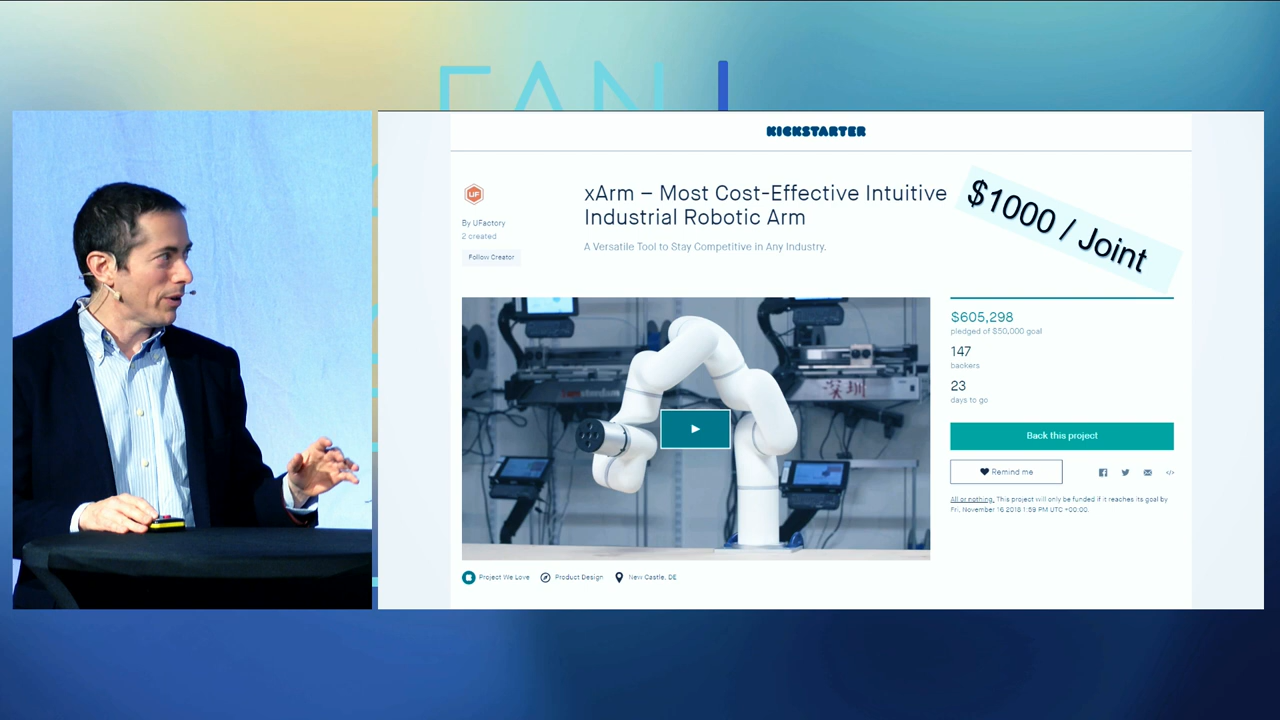 KICKSTARTER
UF
By UFactory
2 created
Follow Creator
xArm – Most Cost-Effective Intuitive
Industrial Robotic Arm
A Versatile Tool to Stay Competitive in Any Industry.
$1000 / Joint
$605,298
pledged of $50,000 goal
147
backers
23
days to go
Back this project
Remind me
All or nothing. This project will only be funded if it reaches its goal by
Fri, November 16 2018 1:59 PM UTC +00:00.
深圳
Project We Love
Product Design
New Castle, DE